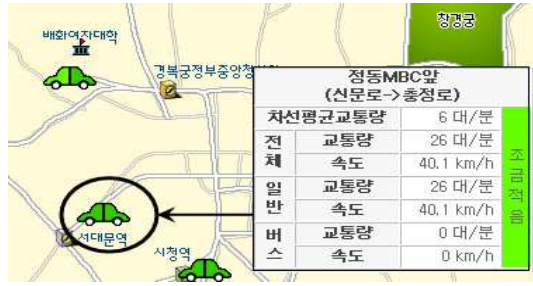 창경궁
배화여자대학
경복궁정부중앙청
정동MBC앞
(신문로->충정로)
차선평균교통량 6 대/분
전체 교통량 26 대/분
속도 40,1 km/h
일반 교통량 26 대/분
속도 40,1 km/h
버스 교통량 0 대/분
속도 0 km/h
조금적음
서대문역
시청역